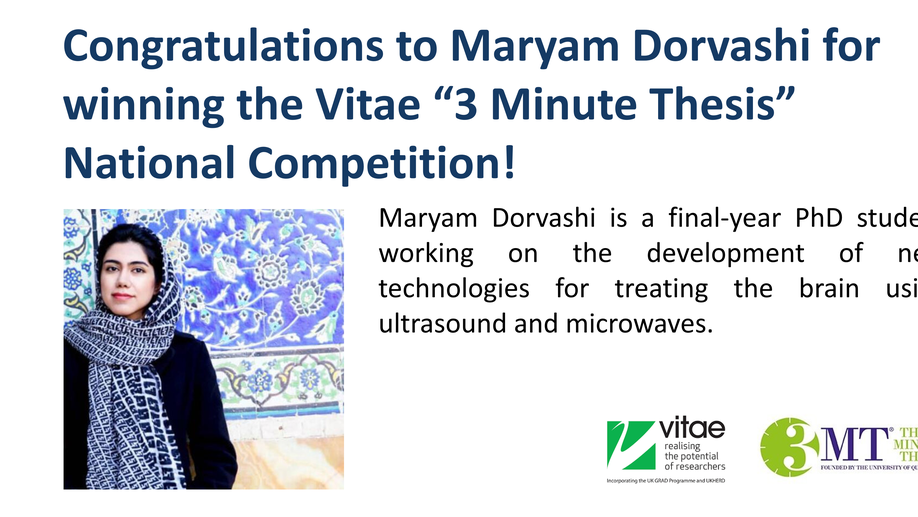 Congratulations to Maryam Dorvashi for
winning the Vitae “3 Minute Thesis”
National Competition!
Maryam Dorvashi is a final-year PhD stude
working on the development of ne
technologies for treating the brain usi
ultrasound and microwaves.
vitae
realising
the potential
of researchers
Incorporating the UK GRAD Programme and UKHERD
3MT® TH
MIN
TH
FOUNDED BY THE UNIVERSITY OF QU